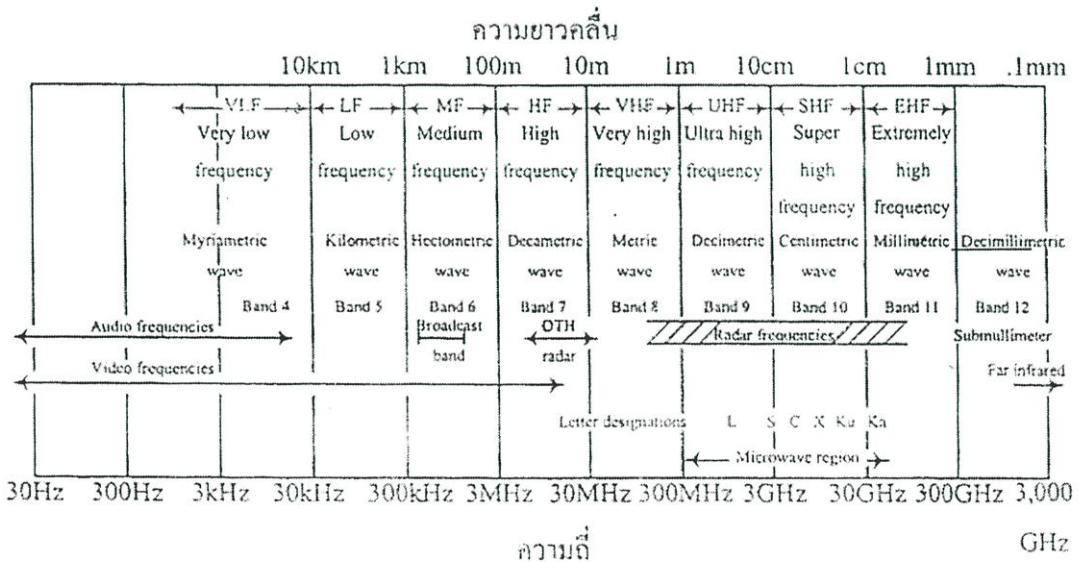 ความยาวคลื่น
10km 1km 100m 10m 1m 10cm 1cm 1mm .1mm
VLF LF MF HF VHF UHF SHF EHF
Very low Low Medium High Very high Ultra high Super Extremely
frequency frequency frequency frequency frequency frequency high high
frequency frequency
Myriametric Kilometric Hectometric Decametric Metric Decimetric Centimetric Millimétric Decimillimetric
wave wave wave wave wave wave wave wave wave
Band 4 Band 5 Band 6 Band 7 Band 8 Band 9 Band 10 Band 11 Band 12
Audio frequencies Broadcast OTH Radar frequencies Submullimeter
band radar
Video frequencies Far infrared
Letter designations L S C X Ku Ka
Microwave region
30Hz 300Hz 3kHz 30kHz 300kHz 3MHz 30MHz 300MHz 3GHz 30GHz 300GHz 3,000
ความถี่ GHz